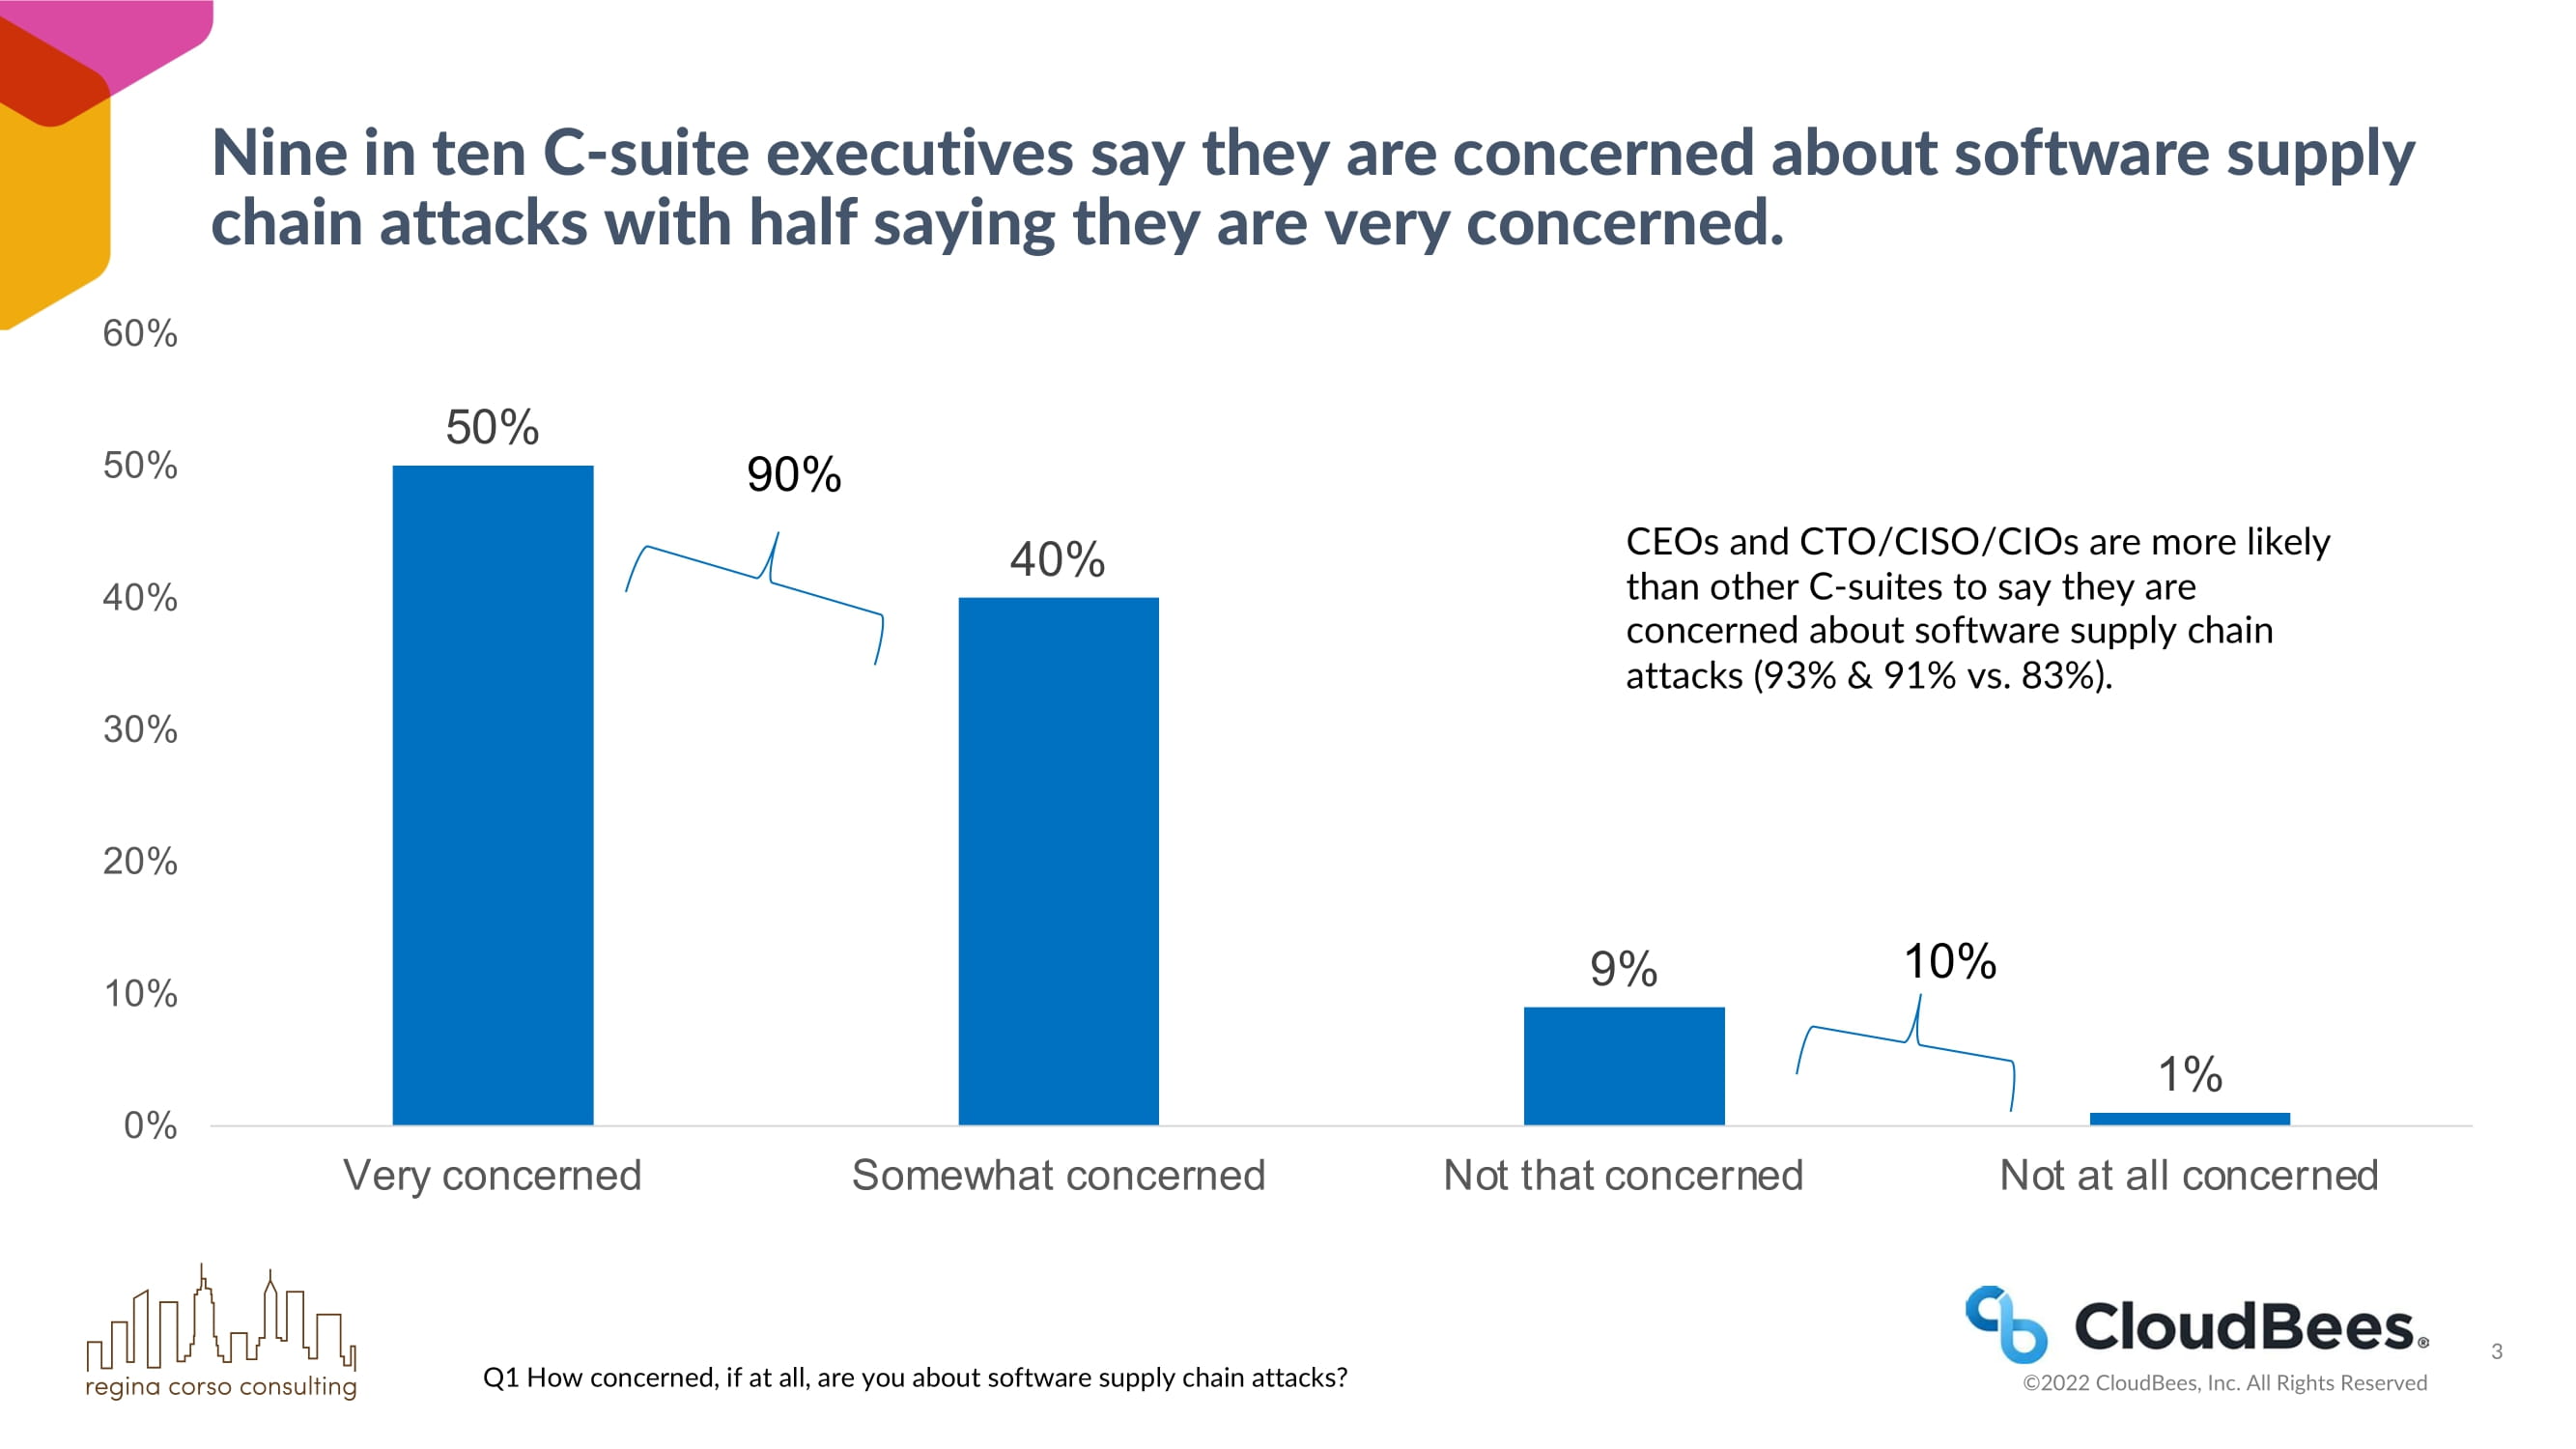 Nine in ten C-suite executives say they are concerned about software supply
chain attacks with half saying they are very concerned.
60%
50%
40%
30%
20%
10%
0%
50%
90%
40%
9%
10%
1%
CEOs and CTO/CISO/CIOs are more likely
than other C-suites to say they are
concerned about software supply chain
attacks (93% & 91% vs. 83%).
Very concerned
Somewhat concerned
Not that concerned
Not at all concerned
regina corso consulting
Q1 How concerned, if at all, are you about software supply chain attacks?
CloudBees®
©2022 CloudBees, Inc. All Rights Reserved
3